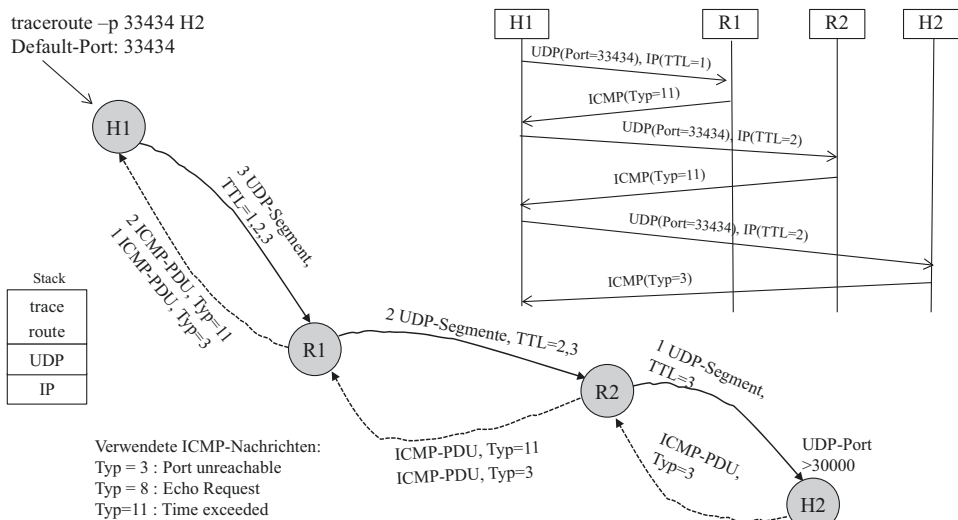 traceroute –p 33434 H2
Default-Port: 33434
H1
R1
R2
H2
UDP(Port=33434), IP(TTL=1)
ICMP(Typ=11)
UDP(Port=33434), IP(TTL=2)
ICMP(Typ=11)
UDP(Port=33434), IP(TTL=2)
ICMP(Typ=3)
H1
3 UDP-Segment,
TTL=1,2,3
2 ICMP-PDU, Typ=11
1 ICMP-PDU, Typ=3
Stack
trace
route
UDP
IP
R1
2 UDP-Segmente, TTL=2,3
R2
1 UDP-Segment,
TTL=3
ICMP-PDU, Typ=11
ICMP-PDU, Typ=3
ICMP-PDU,
Typ=3
UDP-Port
>30000
H2
Verwendete ICMP-Nachrichten:
Typ = 3 : Port unreachable
Typ = 8 : Echo Request
Typ=11 : Time exceeded